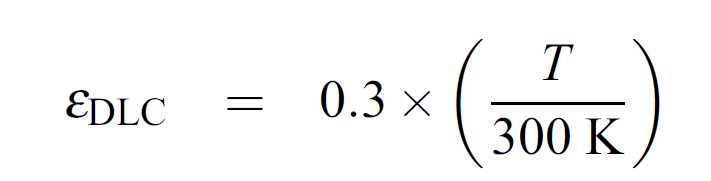 ε_DLC = 0.3 × (T / 300 K)